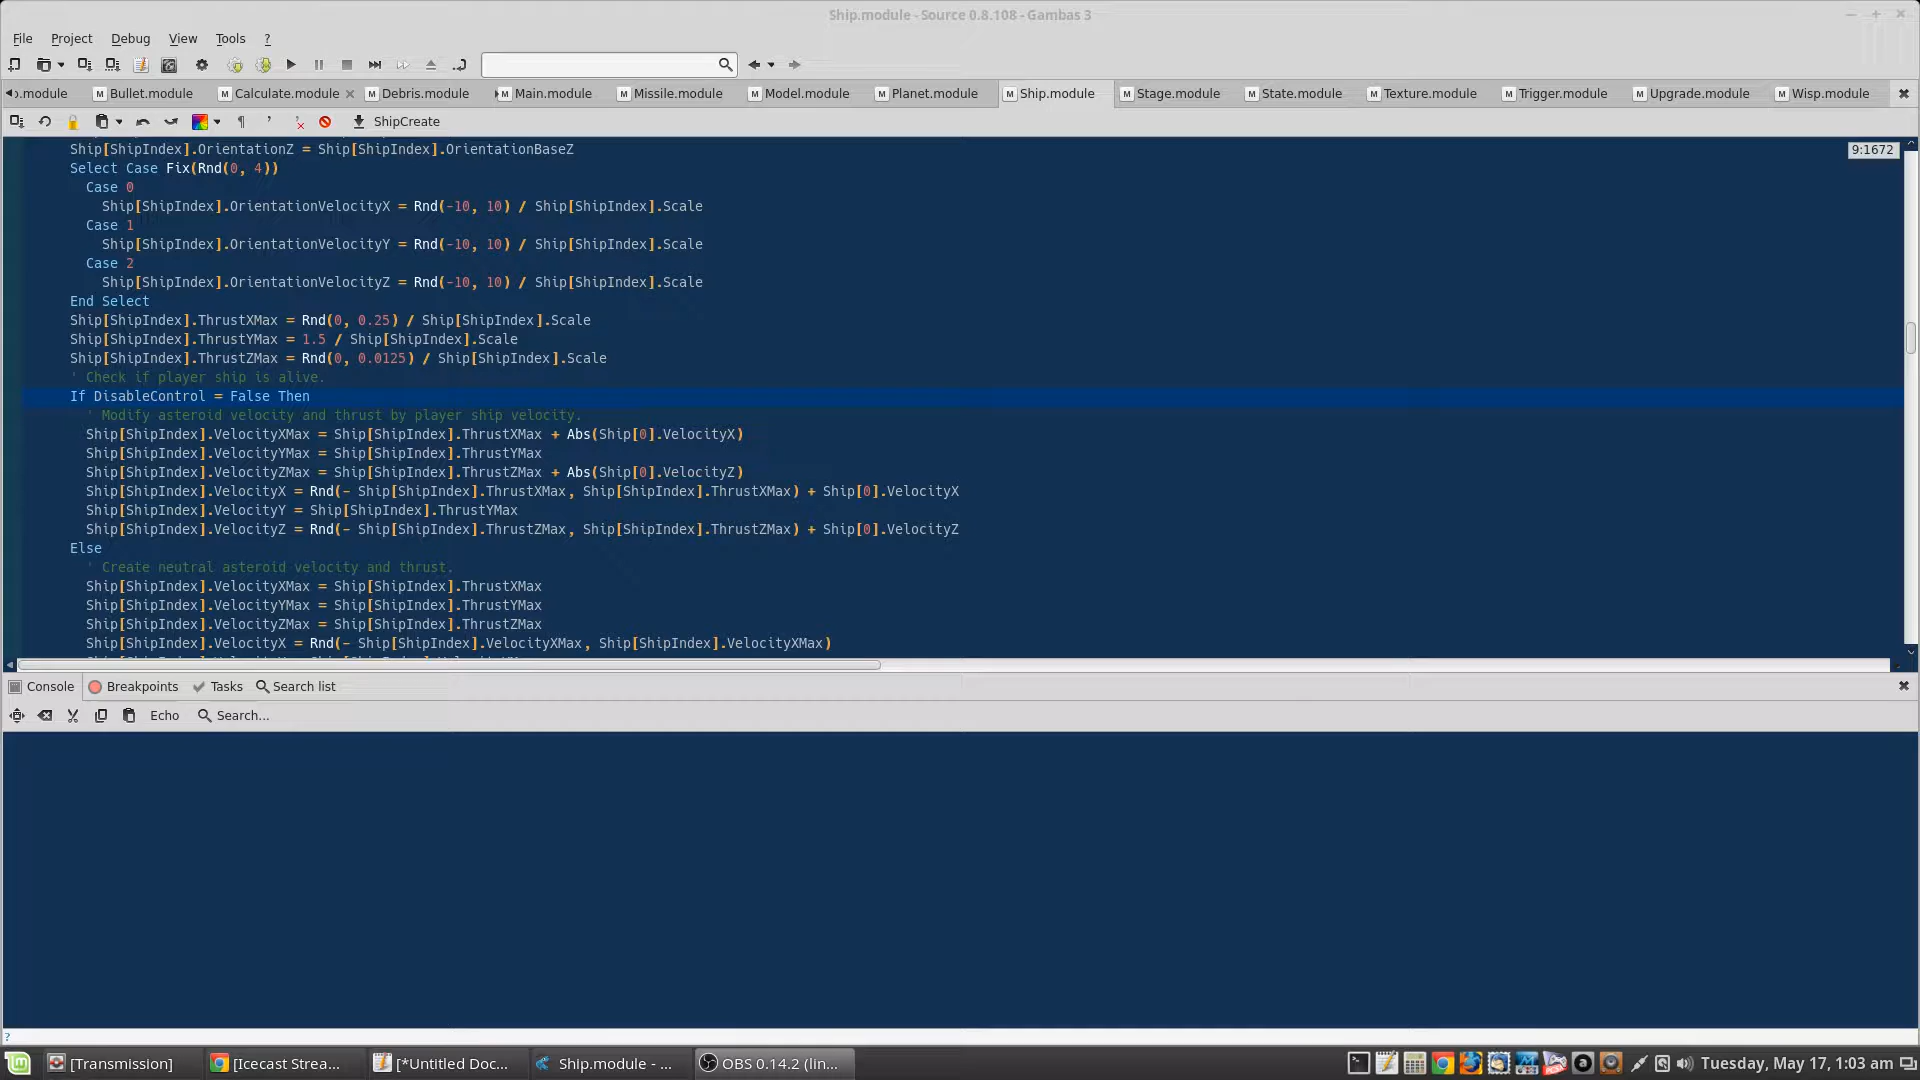 Ship.module - Source 0.8.108 - Gambas 3
File Project Debug View Tools ?
.module Bullet.module Calculate.module Debris.module Main.module Missile.module Model.module Planet.module Ship.module Stage.module State.module Texture.module Trigger.module Upgrade.module Wisp.module
ShipCreate
9:1672
Ship[ShipIndex].OrientationZ = Ship[ShipIndex].OrientationBaseZ
Select Case Fix(Rnd(0, 4))
Case 0
Ship[ShipIndex].OrientationVelocityX = Rnd(-10, 10) / Ship[ShipIndex].Scale
Case 1
Ship[ShipIndex].OrientationVelocityY = Rnd(-10, 10) / Ship[ShipIndex].Scale
Case 2
Ship[ShipIndex].OrientationVelocityZ = Rnd(-10, 10) / Ship[ShipIndex].Scale
End Select
Ship[ShipIndex].ThrustXMax = Rnd(0, 0.25) / Ship[ShipIndex].Scale
Ship[ShipIndex].ThrustYMax = 1.5 / Ship[ShipIndex].Scale
Ship[ShipIndex].ThrustZMax = Rnd(0, 0.0125) / Ship[ShipIndex].Scale
' Check if player ship is alive.
If DisableControl = False Then
' Modify asteroid velocity and thrust by player ship velocity.
Ship[ShipIndex].VelocityXMax = Ship[ShipIndex].ThrustXMax + Abs(Ship[0].VelocityX)
Ship[ShipIndex].VelocityYMax = Ship[ShipIndex].ThrustYMax
Ship[ShipIndex].VelocityZMax = Ship[ShipIndex].ThrustZMax + Abs(Ship[0].VelocityZ)
Ship[ShipIndex].VelocityX = Rnd(- Ship[ShipIndex].ThrustXMax, Ship[ShipIndex].ThrustXMax) + Ship[0].VelocityX
Ship[ShipIndex].VelocityY = Ship[ShipIndex].ThrustYMax
Ship[ShipIndex].VelocityZ = Rnd(- Ship[ShipIndex].ThrustZMax, Ship[ShipIndex].ThrustZMax) + Ship[0].VelocityZ
Else
' Create neutral asteroid velocity and thrust.
Ship[ShipIndex].VelocityXMax = Ship[ShipIndex].ThrustXMax
Ship[ShipIndex].VelocityYMax = Ship[ShipIndex].ThrustYMax
Ship[ShipIndex].VelocityZMax = Ship[ShipIndex].ThrustZMax
Ship[ShipIndex].VelocityX = Rnd(- Ship[ShipIndex].VelocityXMax, Ship[ShipIndex].VelocityXMax)
Console Breakpoints Tasks Search list
Echo Search...
?
[Transmission] [Icecast Strea... [*Untitled Doc... Ship.module - ... OBS 0.14.2 (lin... Tuesday, May 17, 1:03 am